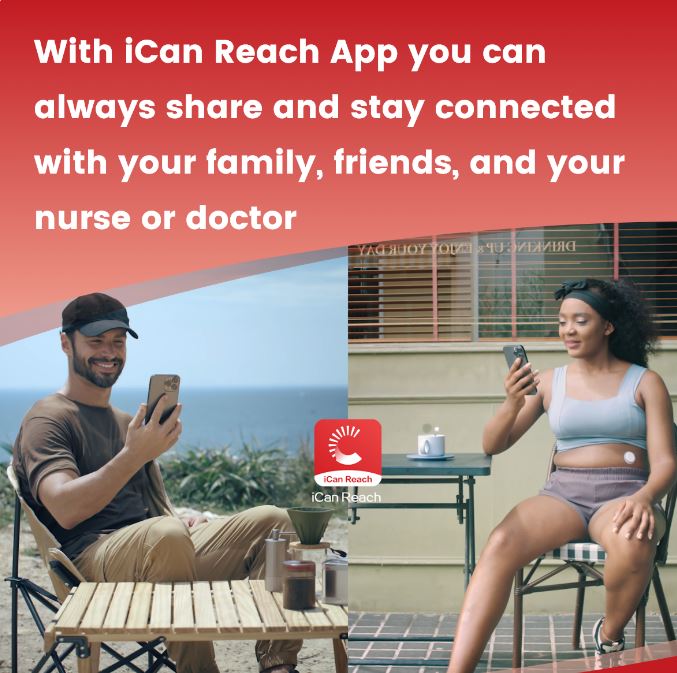 With iCan Reach App you can
always share and stay connected
with your family, friends, and your
nurse or doctor
DRINKING UP & ENJOY YOUR DAY
iCan Reach
iCan Reach